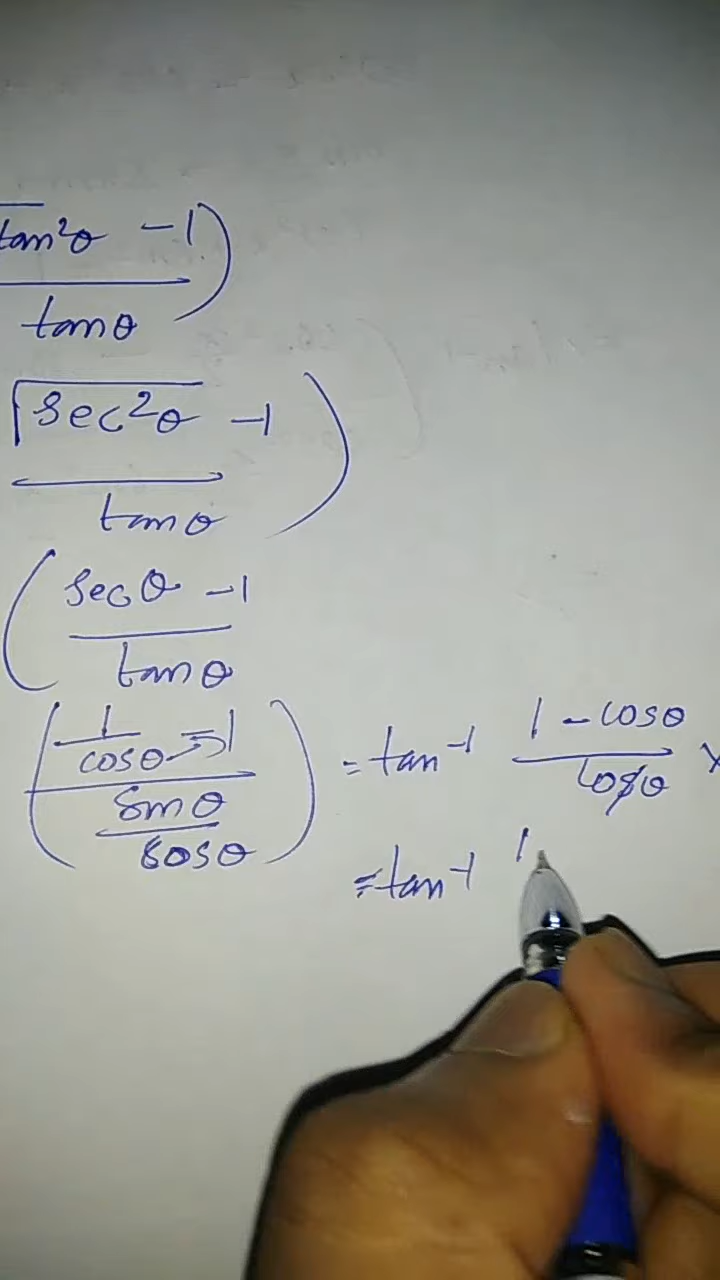 tan²θ - 1)
tanθ
√sec²θ - 1)
tanθ
(secθ - 1
tanθ
(1/cosθ - 1) = tan⁻¹ 1 - cosθ
sinθ/cosθ cosθ ×
= tan⁻¹ 1